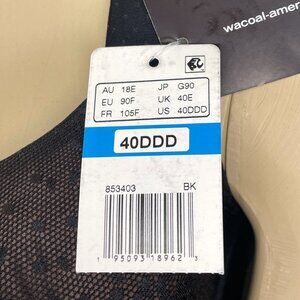 wacoal-amer
AU 18E JP G90
EU 90F UK 40E
FR 105F US 40DDD
40DDD
853403 BK
1 95093 18962 3